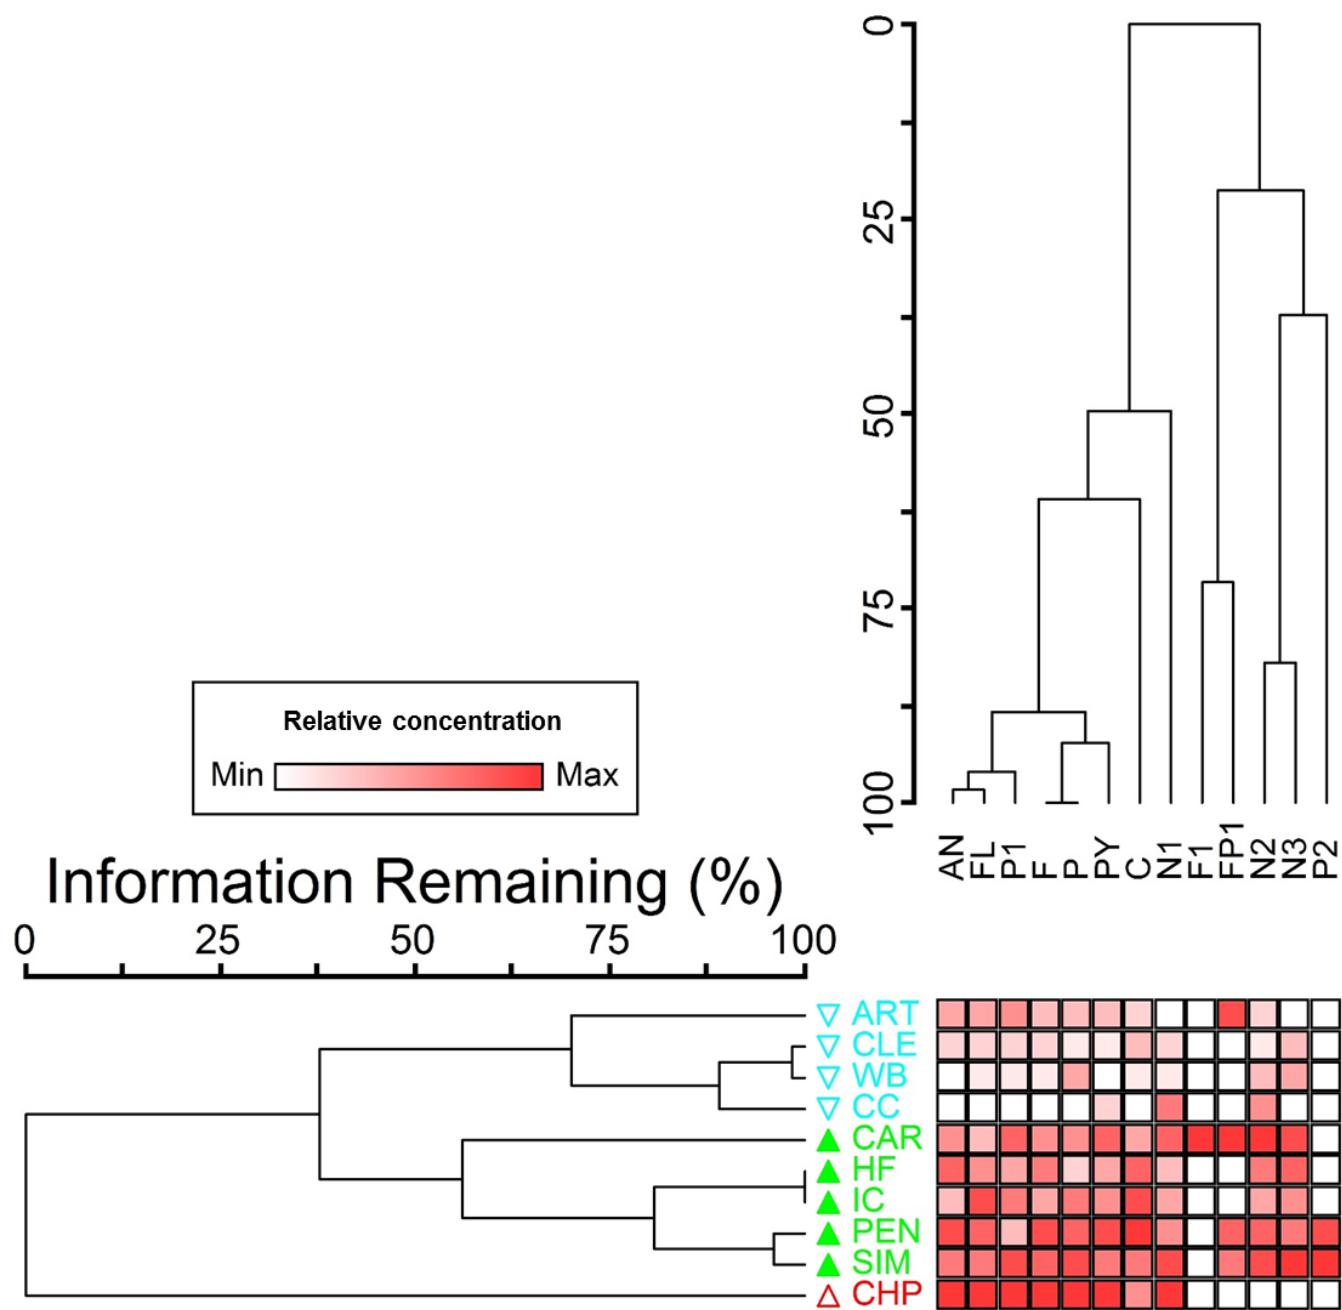 0
25
50
75
100
Relative concentration
Min Max
AN FL P1 F P PY C N1 F1 FP1 N2 N3 P2
Information Remaining (%)
0 25 50 75 100
ART
CLE
WB
CC
CAR
HF
IC
PEN
SIM
CHP